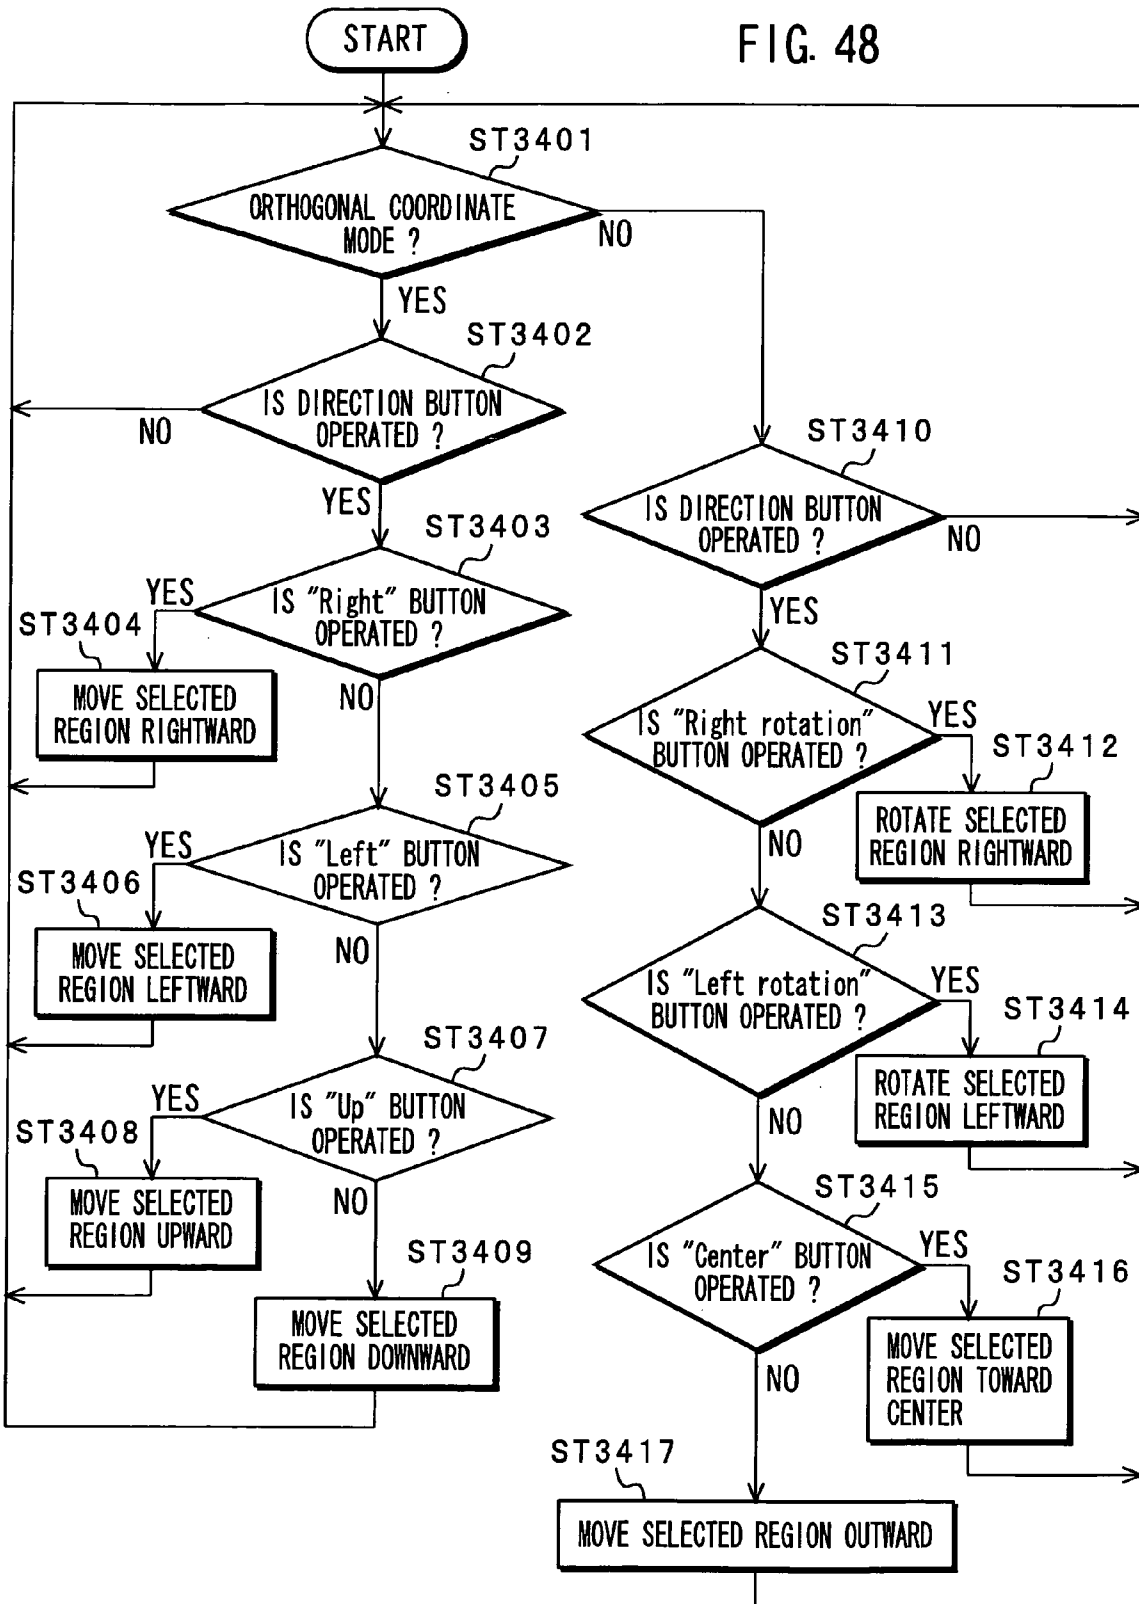 START
FIG. 48
ST3401
ORTHOGONAL COORDINATE
MODE ?
NO
YES
ST3402
IS DIRECTION BUTTON
OPERATED ?
NO
YES
ST3403
IS "Right" BUTTON
OPERATED ?
YES
NO
ST3404
MOVE SELECTED
REGION RIGHTWARD
ST3405
IS "Left" BUTTON
OPERATED ?
YES
NO
ST3406
MOVE SELECTED
REGION LEFTWARD
ST3407
IS "Up" BUTTON
OPERATED ?
YES
NO
ST3408
MOVE SELECTED
REGION UPWARD
ST3409
MOVE SELECTED
REGION DOWNWARD
ST3410
IS DIRECTION BUTTON
OPERATED ?
NO
YES
ST3411
IS "Right rotation"
BUTTON OPERATED ?
YES
NO
ST3412
ROTATE SELECTED
REGION RIGHTWARD
ST3413
IS "Left rotation"
BUTTON OPERATED ?
YES
NO
ST3414
ROTATE SELECTED
REGION LEFTWARD
ST3415
IS "Center" BUTTON
OPERATED ?
YES
NO
ST3416
MOVE SELECTED
REGION TOWARD
CENTER
ST3417
MOVE SELECTED REGION OUTWARD